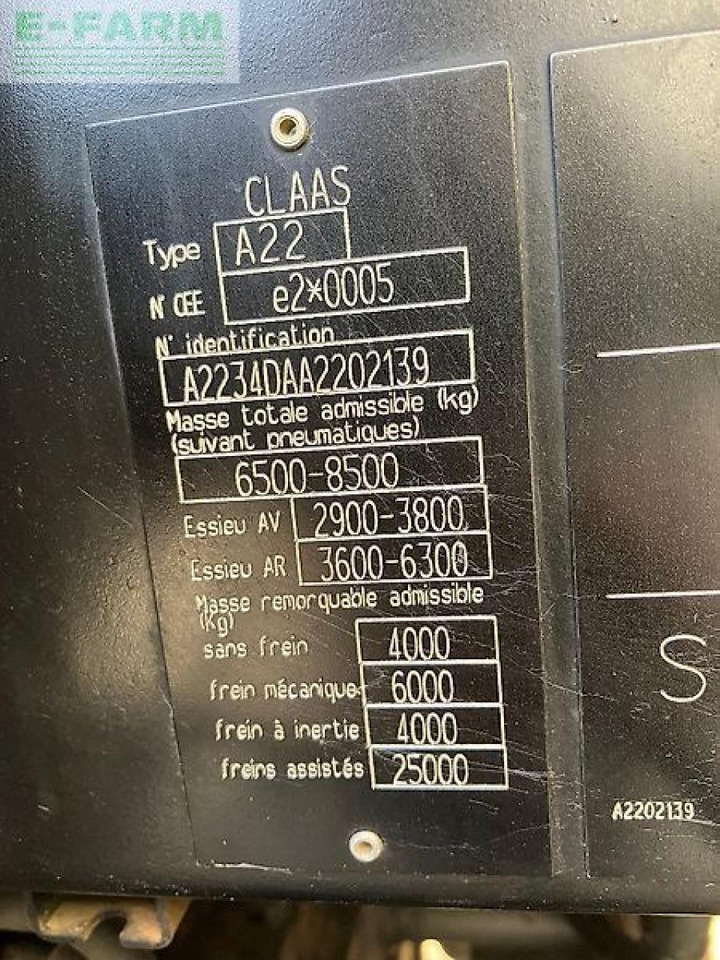 E-FARM
CLAAS
Type A22
N° CEE e2*0005
N° identification
A2234DAA2202139
Masse totale admissible (kg)
(suivant pneumatiques)
6500-8500
Essieu AV 2900-3800
Essieu AR 3600-6300
Masse remorquable admissible
(Kg)
sans frein 4000
frein mécanique 6000
frein à inertie 4000
freins assistés 25000
S
A2202139